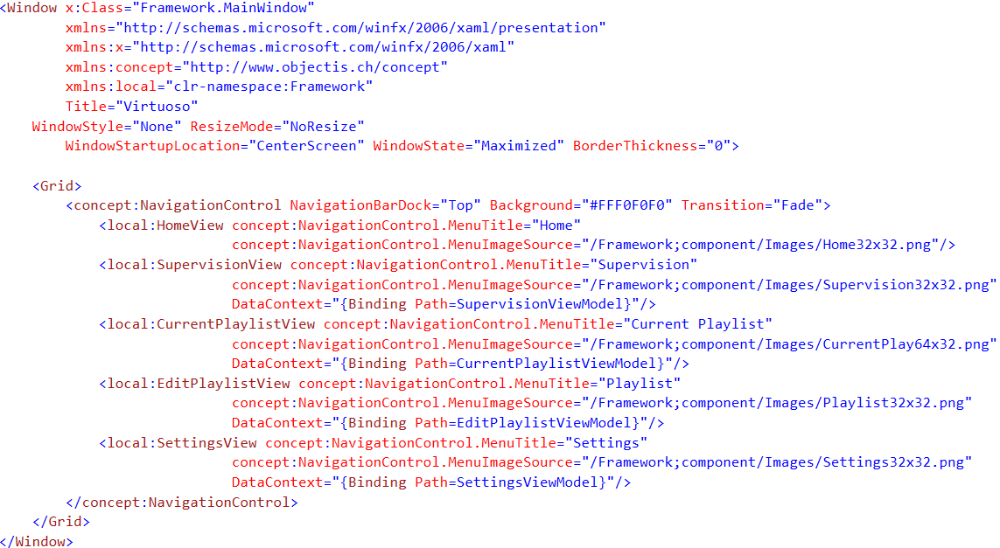 <Window x:Class="Framework.MainWindow"
        xmlns="http://schemas.microsoft.com/winfx/2006/xaml/presentation"
        xmlns:x="http://schemas.microsoft.com/winfx/2006/xaml"
        xmlns:concept="http://www.objectis.ch/concept"
        xmlns:local="clr-namespace:Framework"
        Title="Virtuoso"
    WindowStyle="None" ResizeMode="NoResize"
        WindowStartupLocation="CenterScreen" WindowState="Maximized" BorderThickness="0">

    <Grid>
        <concept:NavigationControl NavigationBarDock="Top" Background="#FFF0F0F0" Transition="Fade">
            <local:HomeView concept:NavigationControl.MenuTitle="Home"
                            concept:NavigationControl.MenuImageSource="/Framework;component/Images/Home32x32.png"/>
            <local:SupervisionView concept:NavigationControl.MenuTitle="Supervision"
                            concept:NavigationControl.MenuImageSource="/Framework;component/Images/Supervision32x32.png"
                            DataContext="{Binding Path=SupervisionViewModel}"/>
            <local:CurrentPlaylistView concept:NavigationControl.MenuTitle="Current Playlist"
                            concept:NavigationControl.MenuImageSource="/Framework;component/Images/CurrentPlay64x32.png"
                            DataContext="{Binding Path=CurrentPlaylistViewModel}"/>
            <local:EditPlaylistView concept:NavigationControl.MenuTitle="Playlist"
                            concept:NavigationControl.MenuImageSource="/Framework;component/Images/Playlist32x32.png"
                            DataContext="{Binding Path=EditPlaylistViewModel}"/>
            <local:SettingsView concept:NavigationControl.MenuTitle="Settings"
                            concept:NavigationControl.MenuImageSource="/Framework;component/Images/Settings32x32.png"
                            DataContext="{Binding Path=SettingsViewModel}"/>
        </concept:NavigationControl>
    </Grid>
</Window>